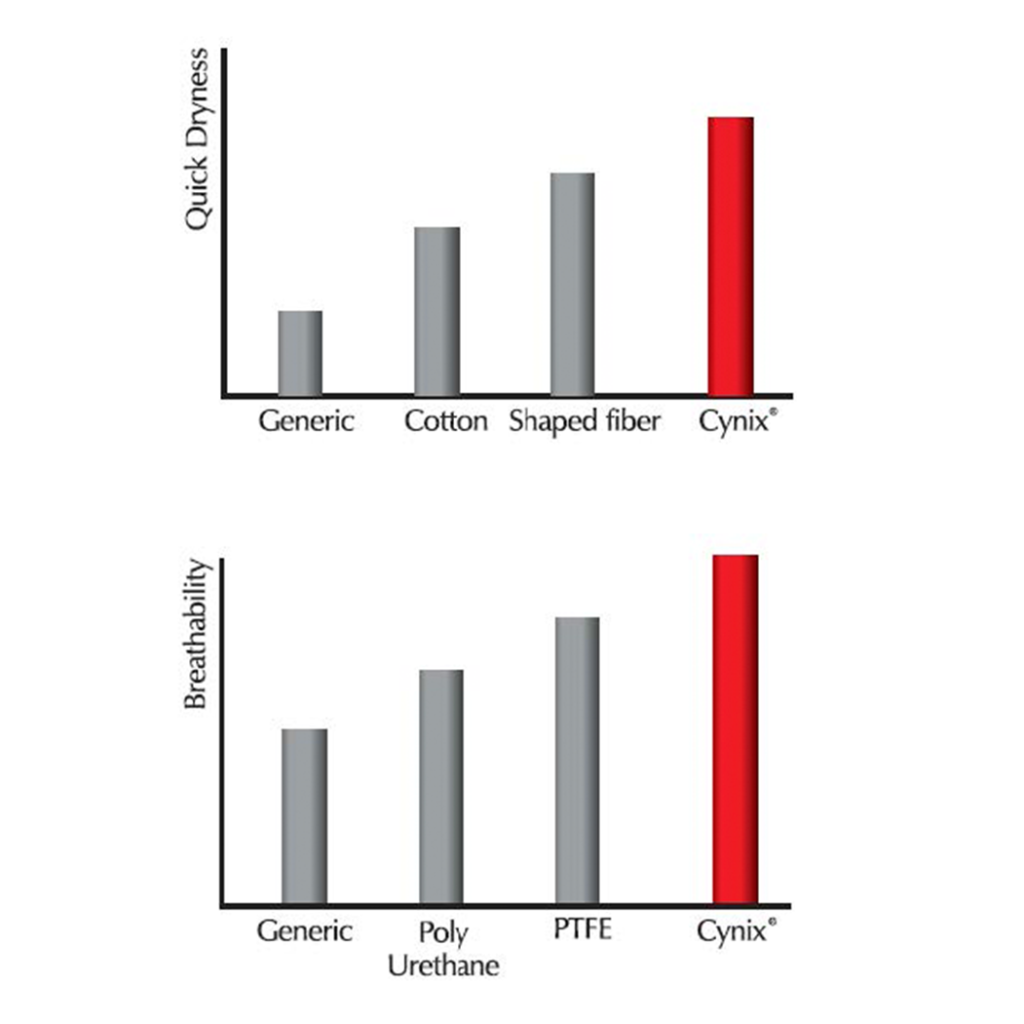 Quick Dryness
Generic
Cotton
Shaped fiber
Cynix®
Breathability
Generic
Poly
Urethane
PTFE
Cynix®